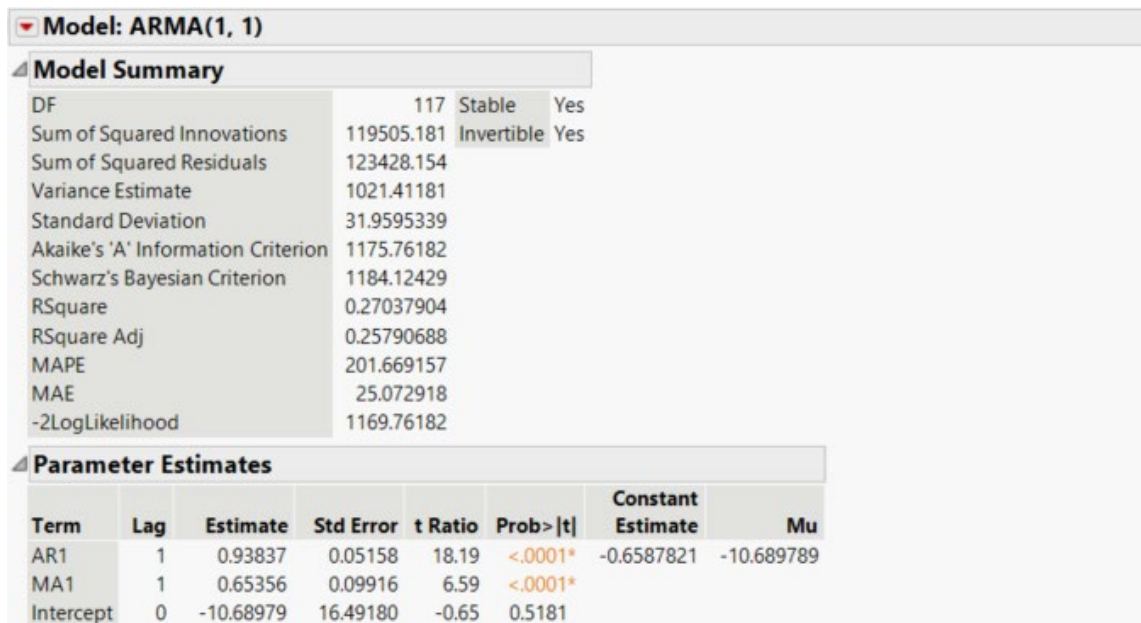 Model: ARMA(1, 1)
Model Summary
DF 117 Stable Yes
Sum of Squared Innovations 119505.181 Invertible Yes
Sum of Squared Residuals 123428.154
Variance Estimate 1021.41181
Standard Deviation 31.9595339
Akaike's 'A' Information Criterion 1175.76182
Schwarz's Bayesian Criterion 1184.12429
RSquare 0.27037904
RSquare Adj 0.25790688
MAPE 201.669157
MAE 25.072918
-2LogLikelihood 1169.76182
Parameter Estimates
Constant
Term Lag Estimate Std Error t Ratio Prob>|t| Estimate Mu
AR1 1 0.93837 0.05158 18.19 <.0001* -0.6587821 -10.689789
MA1 1 0.65356 0.09916 6.59 <.0001*
Intercept 0 -10.68979 16.49180 -0.65 0.5181